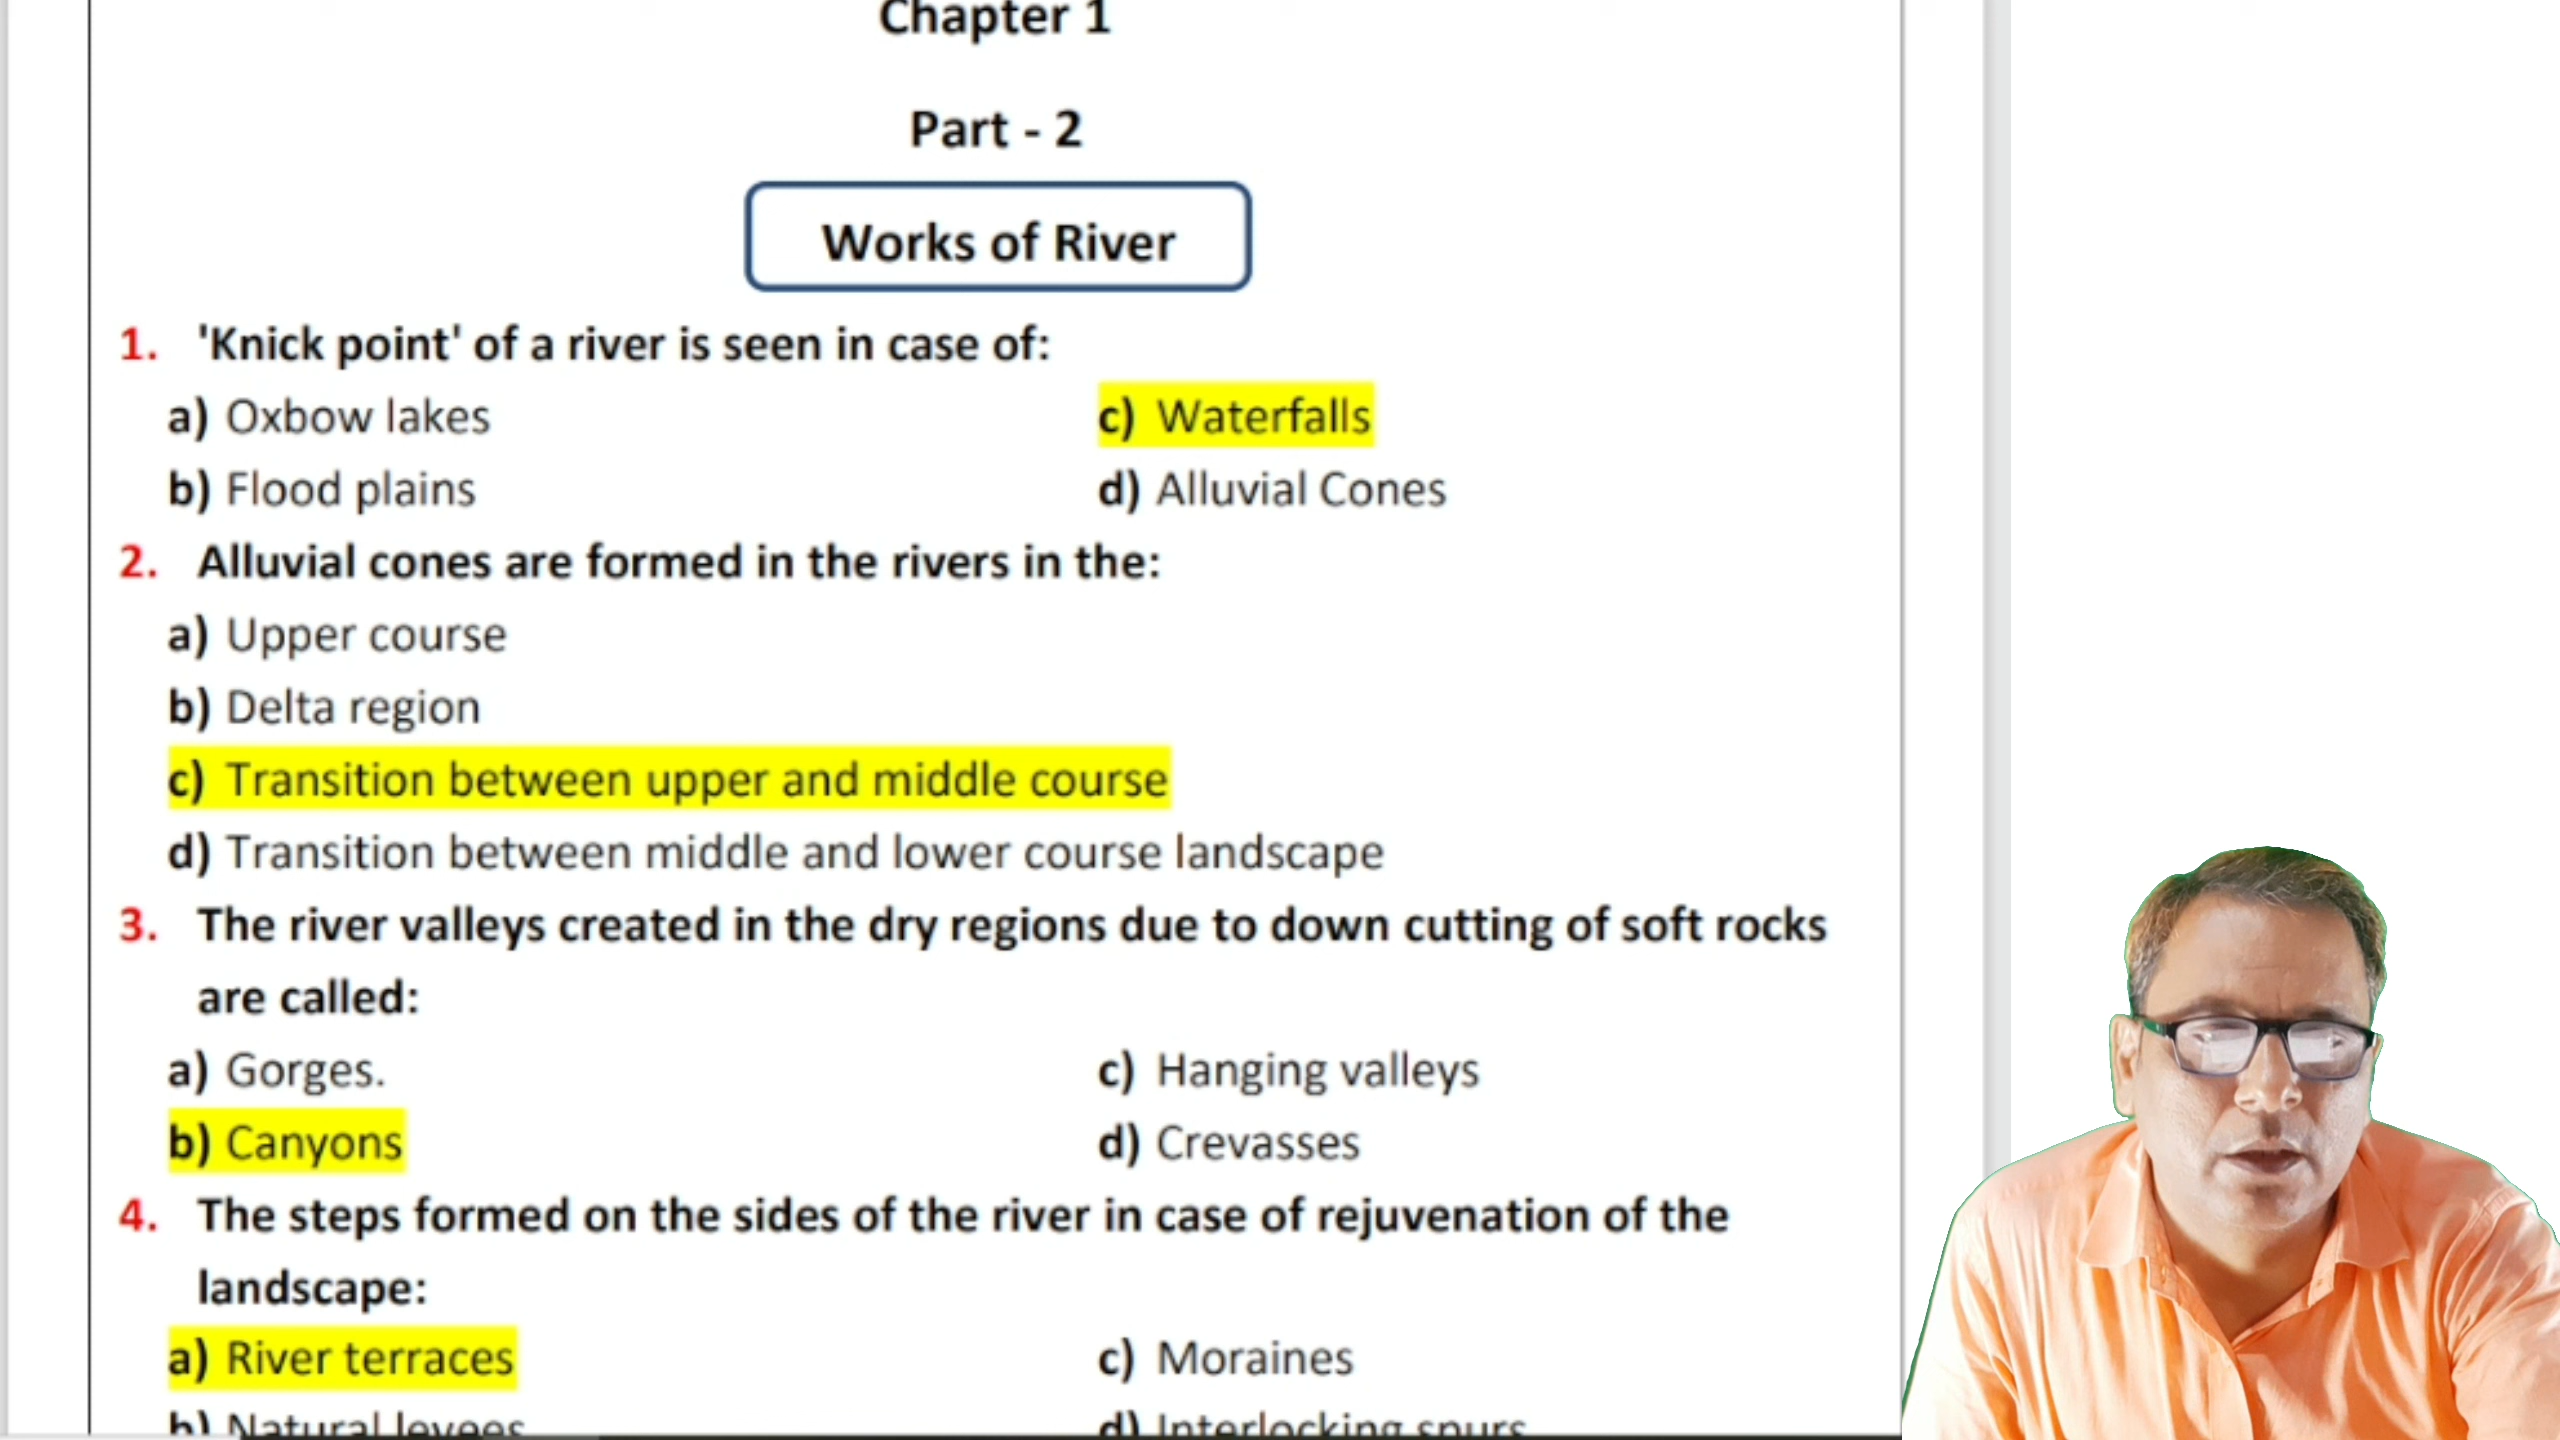 Chapter 1
Part - 2
Works of River
1. 'Knick point' of a river is seen in case of:
a) Oxbow lakes c) Waterfalls
b) Flood plains d) Alluvial Cones
2. Alluvial cones are formed in the rivers in the:
a) Upper course
b) Delta region
c) Transition between upper and middle course
d) Transition between middle and lower course landscape
3. The river valleys created in the dry regions due to down cutting of soft rocks
are called:
a) Gorges. c) Hanging valleys
b) Canyons d) Crevasses
4. The steps formed on the sides of the river in case of rejuvenation of the
landscape:
a) River terraces c) Moraines
b) Natural levees d) Interlocking spurs